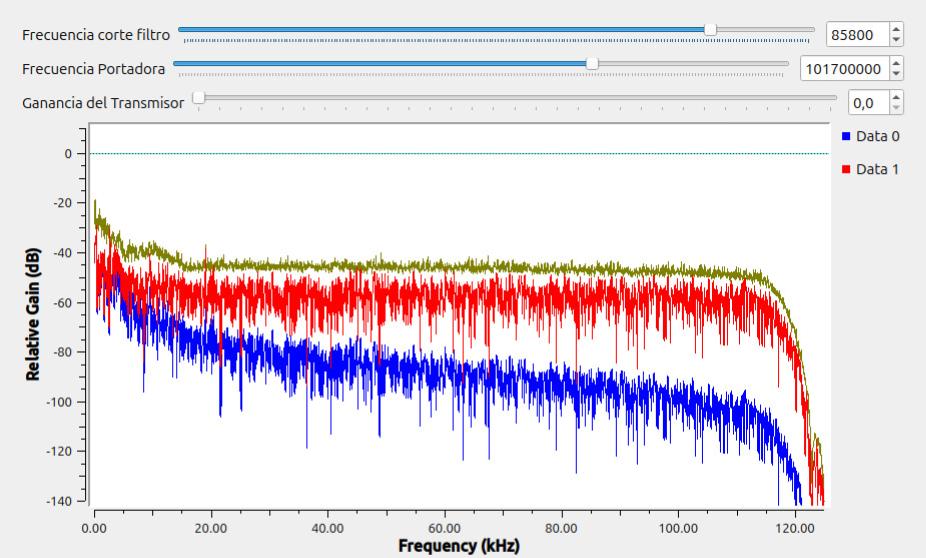 Frecuencia corte filtro 85800
Frecuencia Portadora 101700000
Ganancia del Transmisor 0,0
Data 0
Data 1
Relative Gain (dB)
0
-20
-40
-60
-80
-100
-120
-140
0.00 20.00 40.00 60.00 80.00 100.00 120.00
Frequency (kHz)